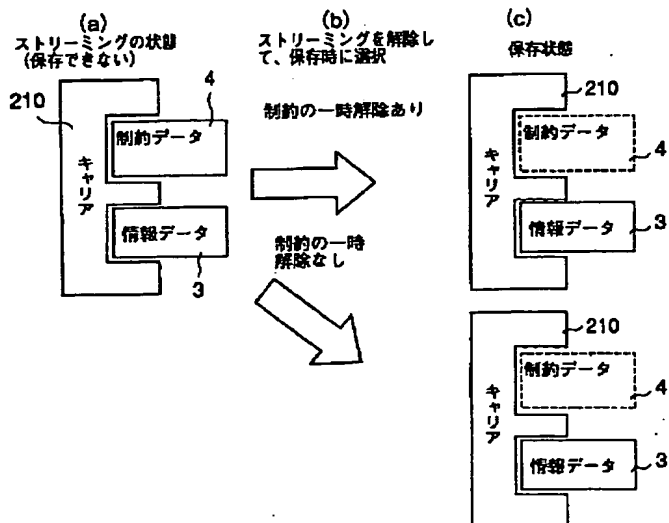 (a)
ストリーミングの状態
(保存できない)
210
4
制約データ
キャリア
情報データ
3
(b)
ストリーミングを解除し
て、保存時に選択
制約の一時解除あり
制約の一時
解除なし
(c)
保存状態
210
制約データ
4
キャリア
情報データ
3
210
制約データ
4
キャリア
情報データ
3